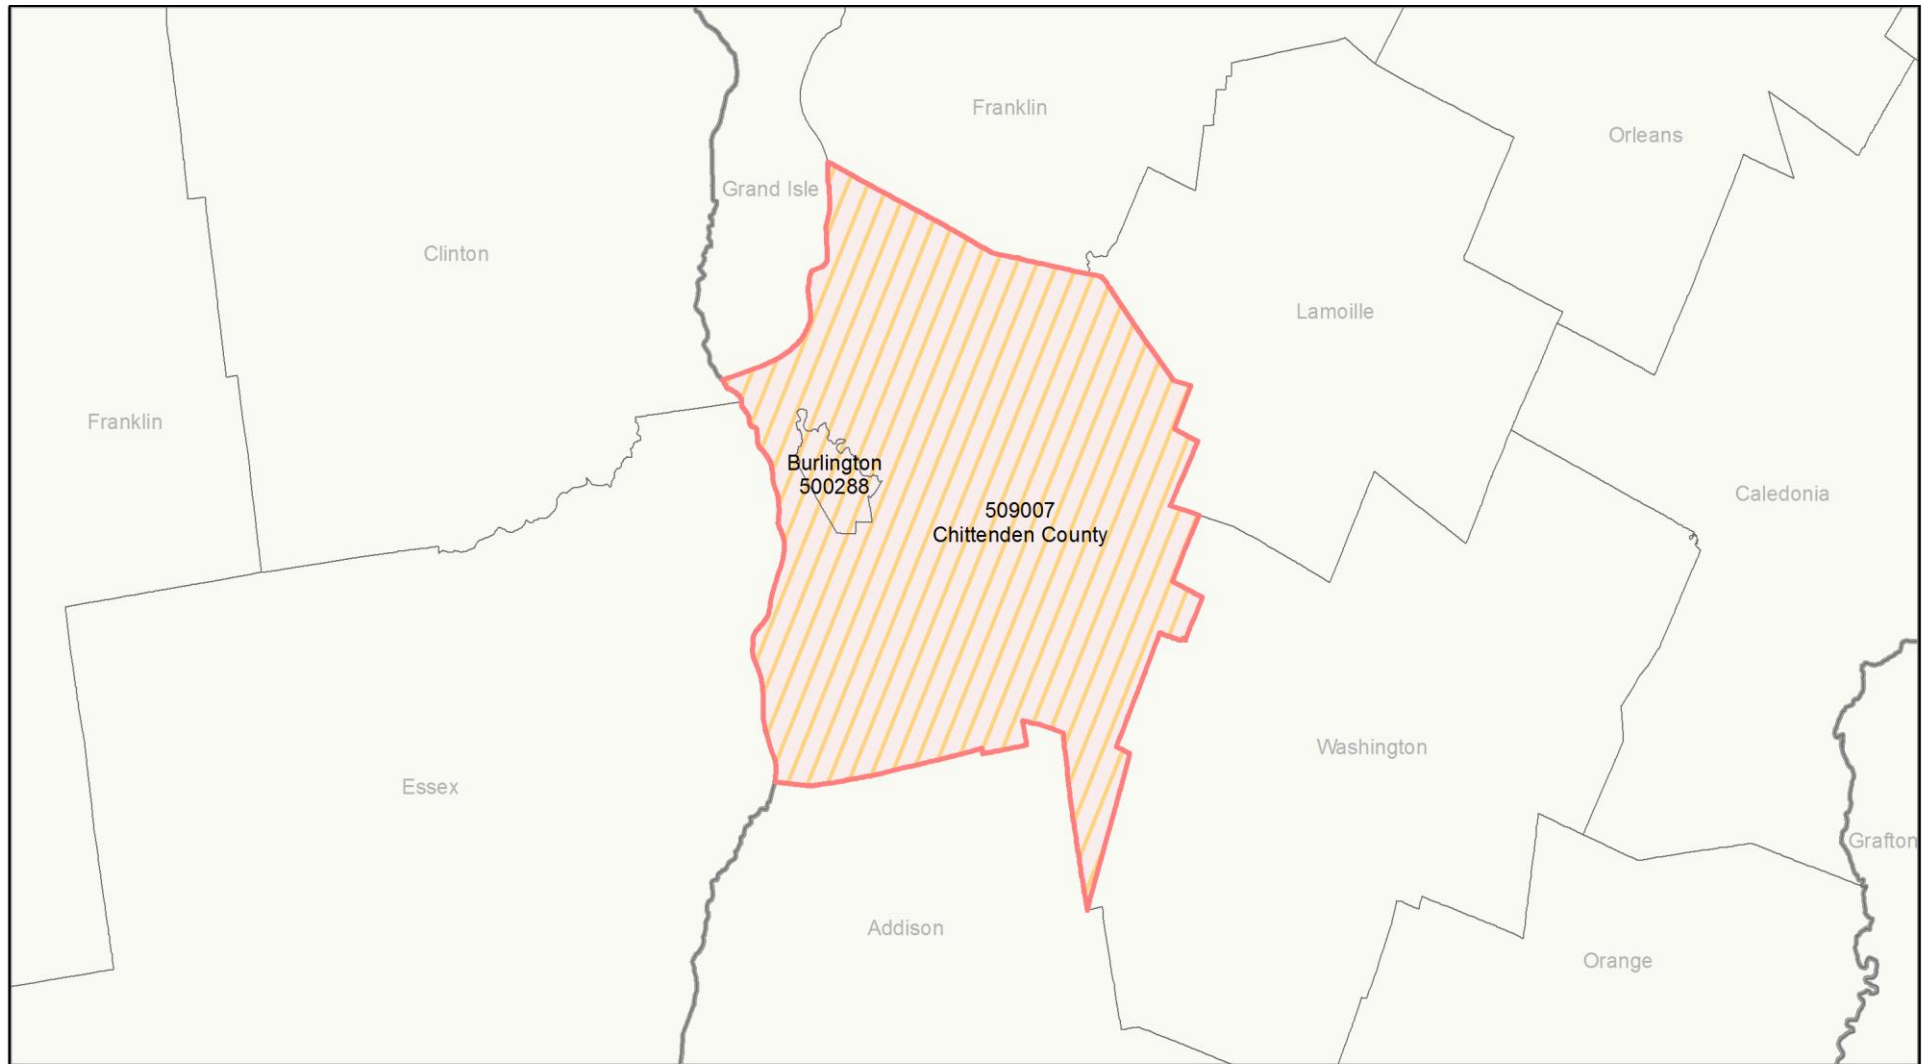 Franklin
Orleans
Grand Isle
Clinton
Lamoille
Franklin
Burlington
500288
Caledonia
509007
Chittenden County
Washington
Essex
Grafton
Addison
Orange